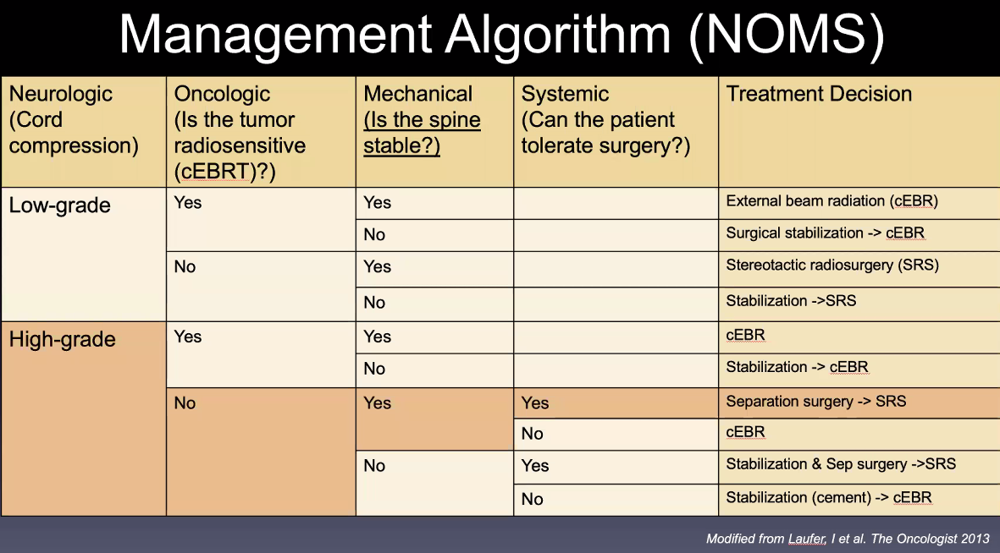 Management Algorithm (NOMS)
Neurologic
(Cord
compression)
Oncologic
(Is the tumor
radiosensitive
(cEBRT)?)
Mechanical
(Is the spine
stable?)
Systemic
(Can the patient
tolerate surgery?)
Treatment Decision
Low-grade
Yes
Yes
External beam radiation (cEBR)
No
Surgical stabilization -> cEBR
No
Yes
Stereotactic radiosurgery (SRS)
No
Stabilization ->SRS
High-grade
Yes
Yes
cEBR
No
Stabilization -> cEBR
No
Yes
Yes
Separation surgery -> SRS
No
cEBR
No
Yes
Stabilization & Sep surgery ->SRS
No
Stabilization (cement) -> cEBR
Modified from Laufer, I et al. The Oncologist 2013